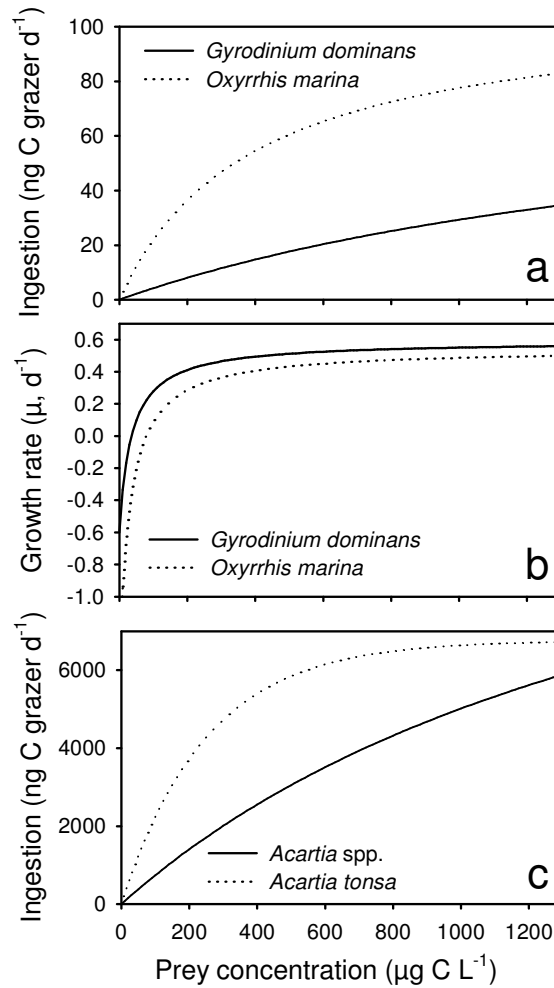 Ingestion (ng C grazer d⁻¹)
100
80
60
40
20
0
Gyrodinium dominans
Oxyrrhis marina
a
Growth rate (μ, d⁻¹)
0.6
0.4
0.2
0.0
-0.2
-0.4
-0.6
-0.8
-1.0
Gyrodinium dominans
Oxyrrhis marina
b
Ingestion (ng C grazer d⁻¹)
6000
4000
2000
0
Acartia spp.
Acartia tonsa
c
0 200 400 600 800 1000 1200
Prey concentration (μg C L⁻¹)